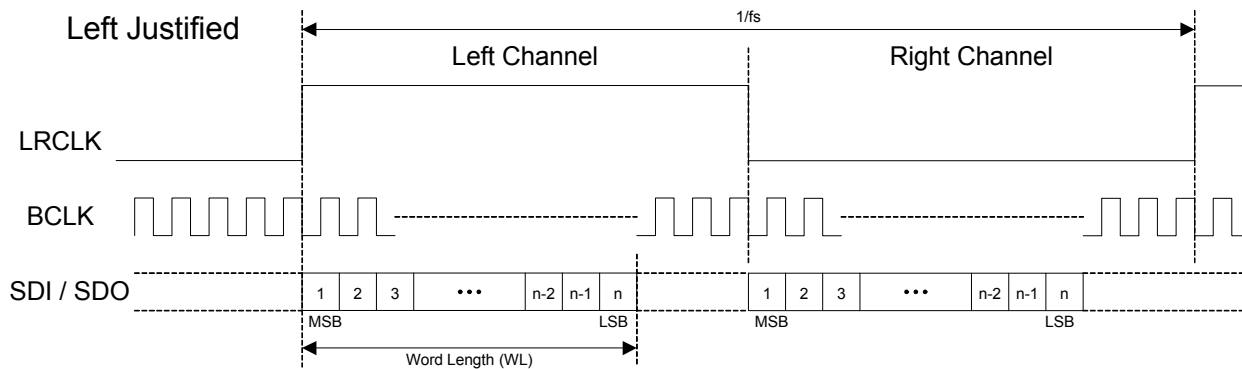 Left Justified
1/fs
Left Channel
Right Channel
LRCLK
BCLK
SDI / SDO
1 2 3 ••• n-2 n-1 n
1 2 3 ••• n-2 n-1 n
MSB LSB MSB LSB
Word Length (WL)